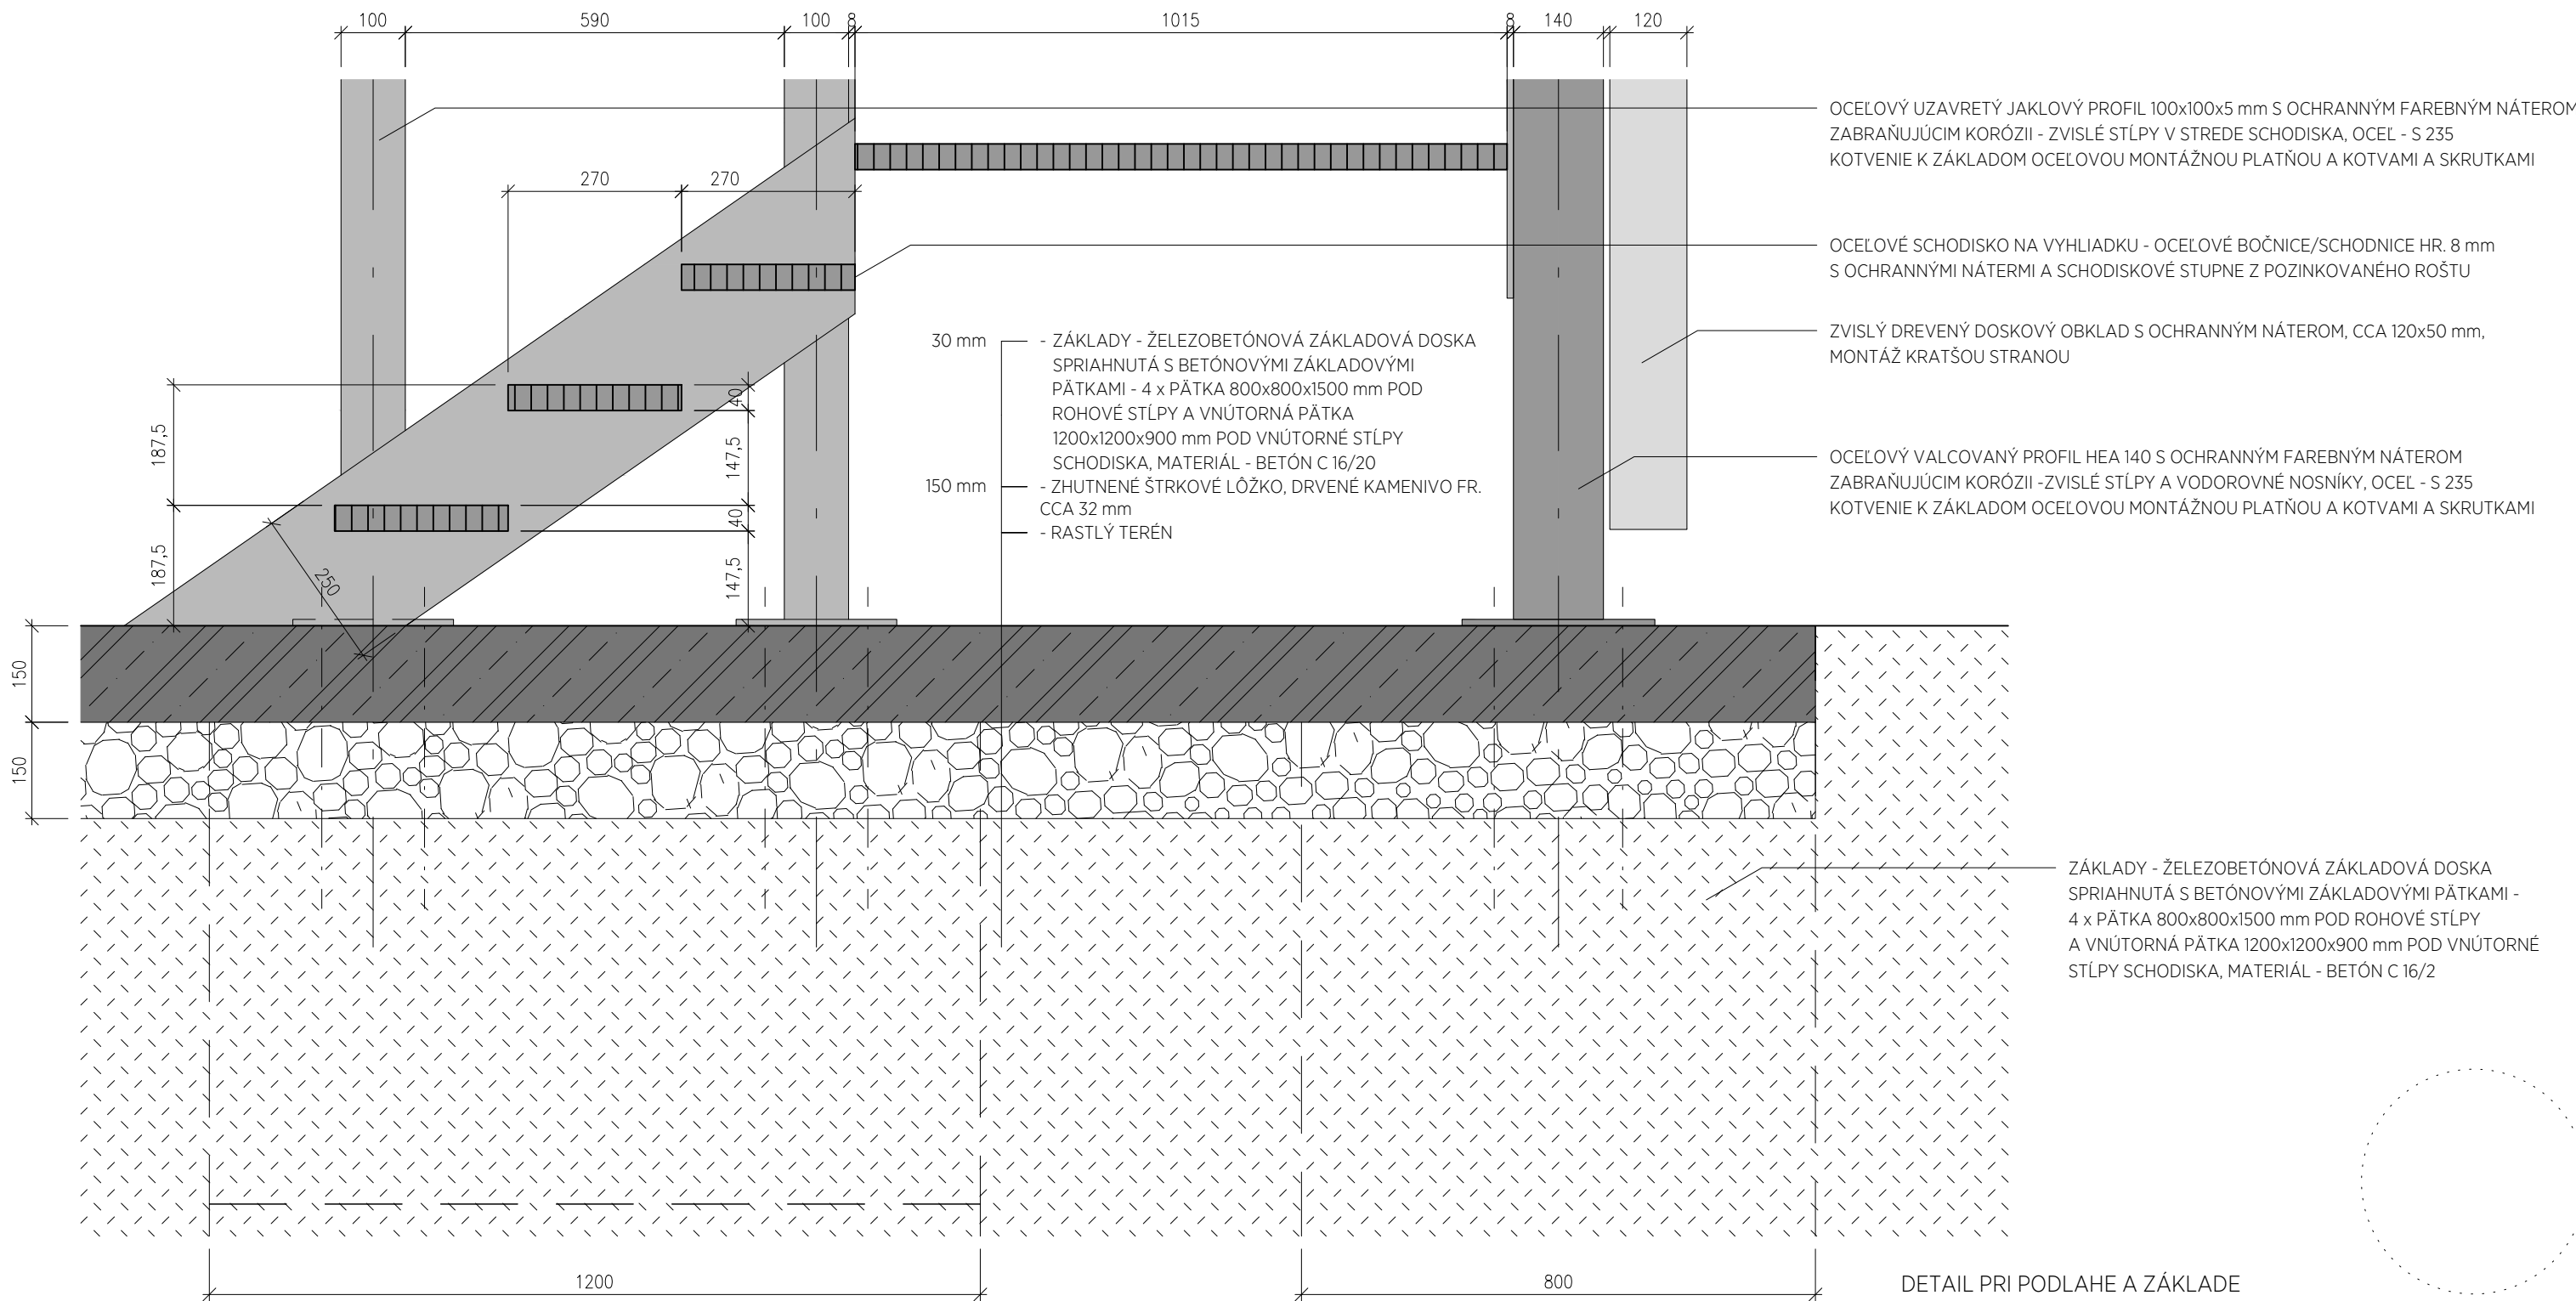 100
590
100
8
1015
8
140
120
OCEĽOVÝ UZAVRETÝ JAKLOVÝ PROFIL 100x100x5 mm S OCHRANNÝM FAREBNÝM NÁTEROM
ZABRAŇUJÚCIM KORÓZII - ZVISLÉ STĹPY V STREDE SCHODISKA, OCEĽ - S 235
KOTVENIE K ZÁKLADOM OCEĽOVOU MONTÁŽNOU PLATŇOU A KOTVAMI A SKRUTKAMI
270
270
OCEĽOVÉ SCHODISKO NA VYHLIADKU - OCEĽOVÉ BOČNICE/SCHODNICE HR. 8 mm
S OCHRANNÝMI NÁTERMI A SCHODISKOVÉ STUPNE Z POZINKOVANÉHO ROŠTU
ZVISLÝ DREVENÝ DOSKOVÝ OBKLAD S OCHRANNÝM NÁTEROM, CCA 120x50 mm,
MONTÁŽ KRATŠOU STRANOU
30 mm
- ZÁKLADY - ŽELEZOBETÓNOVÁ ZÁKLADOVÁ DOSKA
SPRIAHNUTÁ S BETÓNOVÝMI ZÁKLADOVÝMI
PÄTKAMI - 4 x PÄTKA 800x800x1500 mm POD
ROHOVÉ STĹPY A VNÚTORNÁ PÄTKA
1200x1200x900 mm POD VNÚTORNÉ STĹPY
SCHODISKA, MATERIÁL - BETÓN C 16/20
150 mm
- ZHUTNENÉ ŠTRKOVÉ LÔŽKO, DRVENÉ KAMENIVO FR.
CCA 32 mm
- RASTLÝ TERÉN
OCEĽOVÝ VALCOVANÝ PROFIL HEA 140 S OCHRANNÝM FAREBNÝM NÁTEROM
ZABRAŇUJÚCIM KORÓZII -ZVISLÉ STĹPY A VODOROVNÉ NOSNÍKY, OCEĽ - S 235
KOTVENIE K ZÁKLADOM OCEĽOVOU MONTÁŽNOU PLATŇOU A KOTVAMI A SKRUTKAMI
187,5
187,5
40
147,5
40
147,5
250
150
150
ZÁKLADY - ŽELEZOBETÓNOVÁ ZÁKLADOVÁ DOSKA
SPRIAHNUTÁ S BETÓNOVÝMI ZÁKLADOVÝMI PÄTKAMI -
4 x PÄTKA 800x800x1500 mm POD ROHOVÉ STĹPY
A VNÚTORNÁ PÄTKA 1200x1200x900 mm POD VNÚTORNÉ
STĹPY SCHODISKA, MATERIÁL - BETÓN C 16/2
1200
800
DETAIL PRI PODLAHE A ZÁKLADE